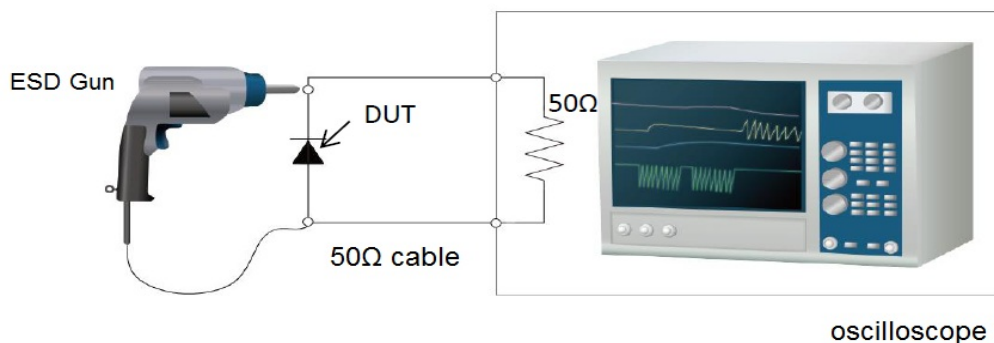 ESD Gun
DUT
50Ω
50Ω cable
oscilloscope